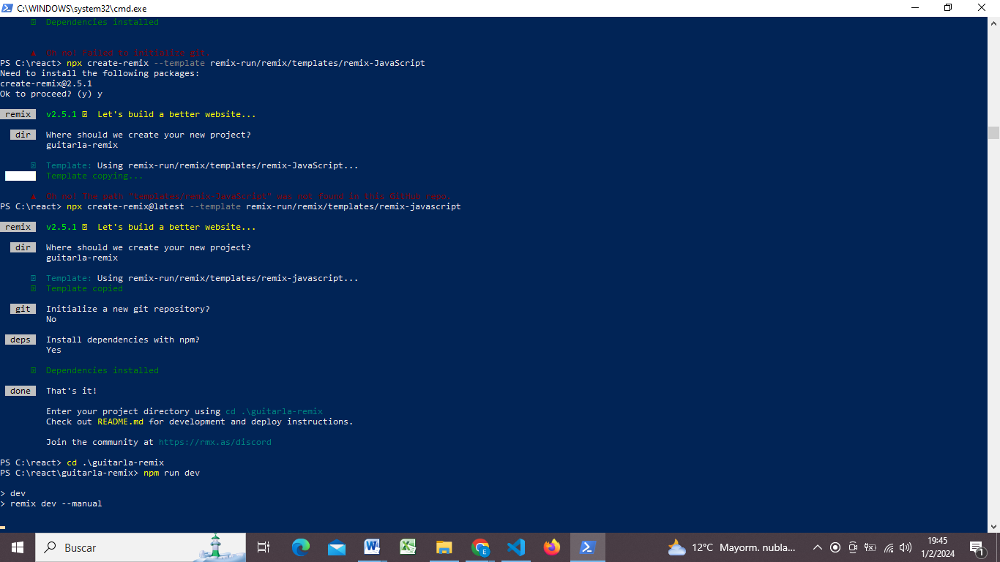 C:\WINDOWS\system32\cmd.exe
Dependencies installed
▲ Oh no! Failed to initialize git.
PS C:\react> npx create-remix --template remix-run/remix/templates/remix-JavaScript
Need to install the following packages:
create-remix@2.5.1
Ok to proceed? (y) y
remix v2.5.1 Let's build a better website...
dir Where should we create your new project?
guitarla-remix
Template: Using remix-run/remix/templates/remix-JavaScript...
Template copying...
▲ Oh no! The path "templates/remix-JavaScript" was not found in this GitHub repo.
PS C:\react> npx create-remix@latest --template remix-run/remix/templates/remix-javascript
remix v2.5.1 Let's build a better website...
dir Where should we create your new project?
guitarla-remix
Template: Using remix-run/remix/templates/remix-javascript...
Template copied
git Initialize a new git repository?
No
deps Install dependencies with npm?
Yes
Dependencies installed
done That's it!
Enter your project directory using cd .\guitarla-remix
Check out README.md for development and deploy instructions.
Join the community at https://rmx.as/discord
PS C:\react> cd .\guitarla-remix
PS C:\react\guitarla-remix> npm run dev
> dev
> remix dev --manual
Buscar
12°C Mayorm. nubla...
19:45
1/2/2024
1